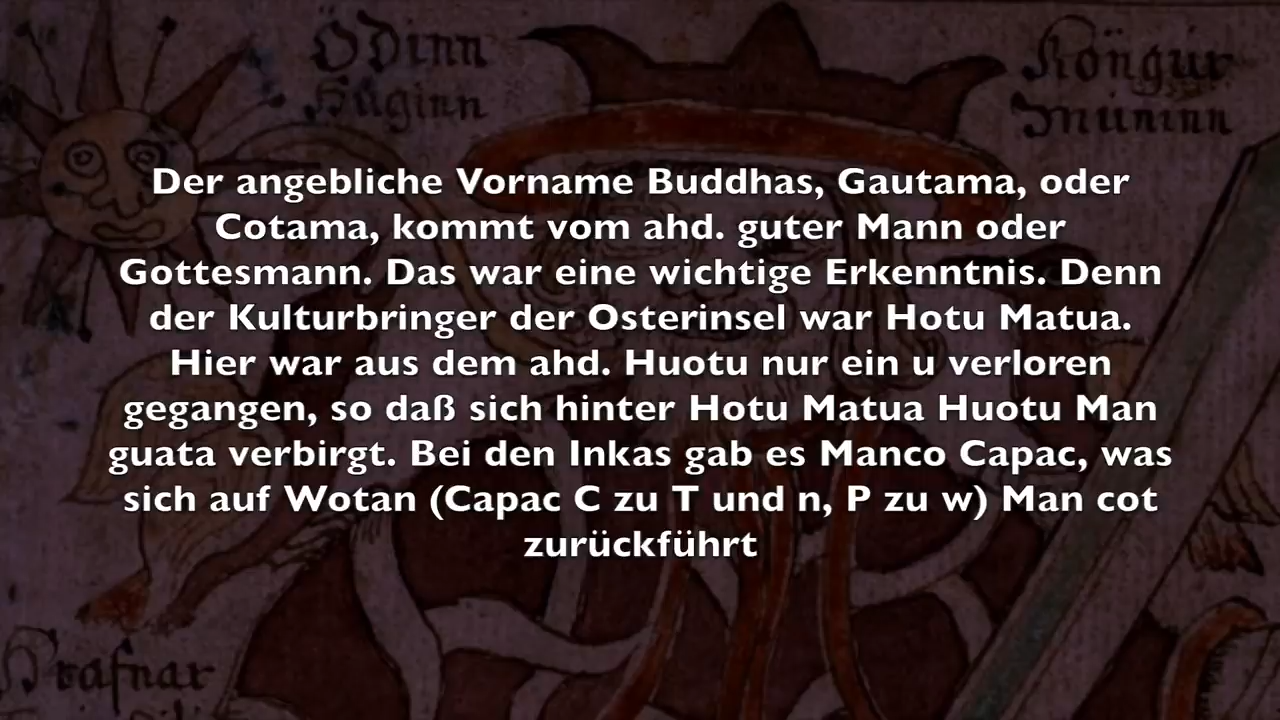 Óðinn
Huginn
Köngur
Muninn
Der angebliche Vorname Buddhas, Gautama, oder
Cotama, kommt vom ahd. guter Mann oder
Gottesmann. Das war eine wichtige Erkenntnis. Denn
der Kulturbringer der Osterinsel war Hotu Matua.
Hier war aus dem ahd. Huotu nur ein u verloren
gegangen, so daß sich hinter Hotu Matua Huotu Man
guata verbirgt. Bei den Inkas gab es Manco Capac, was
sich auf Wotan (Capac C zu T und n, P zu w) Man cot
zurückführt